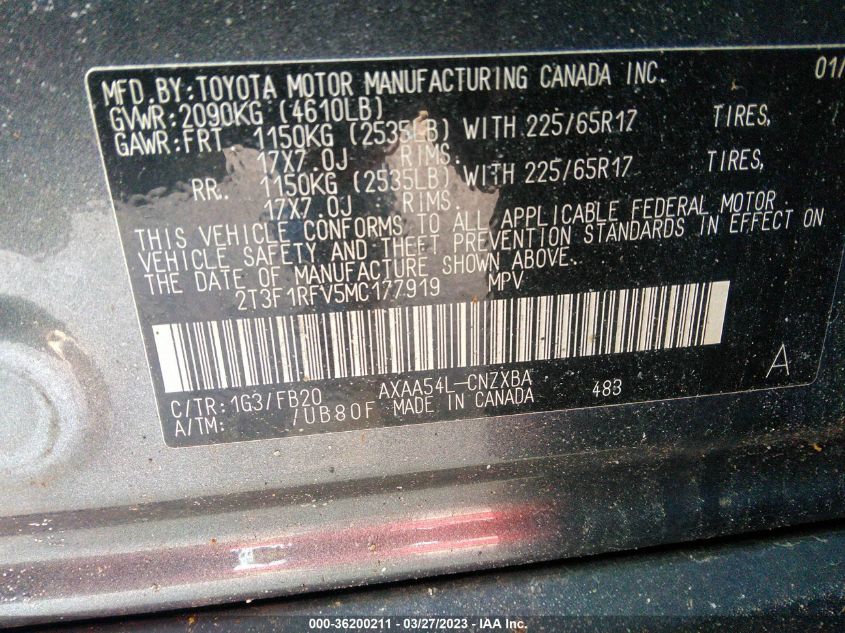 MFD.BY:TOYOTA MOTOR MANUFACTURING CANADA INC. 01/
GVWR:2090KG (4610LB)
GAWR:FRT. 1150KG (2535LB) WITH 225/65R17 TIRES,
17X7.0J RIMS.
RR. 1150KG (2535LB) WITH 225/65R17 TIRES,
17X7.0J RIMS.
THIS VEHICLE CONFORMS TO ALL APPLICABLE FEDERAL MOTOR
VEHICLE SAFETY AND THEFT PREVENTION STANDARDS IN EFFECT ON
THE DATE OF MANUFACTURE SHOWN ABOVE.
2T3F1RFV5MC177919 MPV
A
C/TR:1G3/FB20 AXAA54L-CNZXBA 483
A/TM: /UB80F MADE IN CANADA
000-36200211 - 03/27/2023 - IAA Inc.